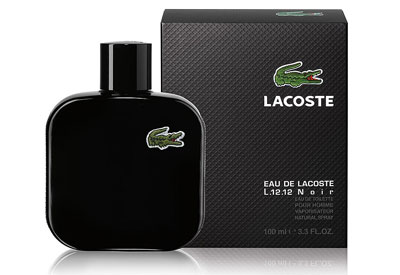 LACOSTE
EAU DE LACOSTE
L.12.12 Noir
EAU DE TOILETTE
POUR HOMME
VAPORISATEUR
NATURAL SPRAY
100 ml e 3.3 FL.OZ.